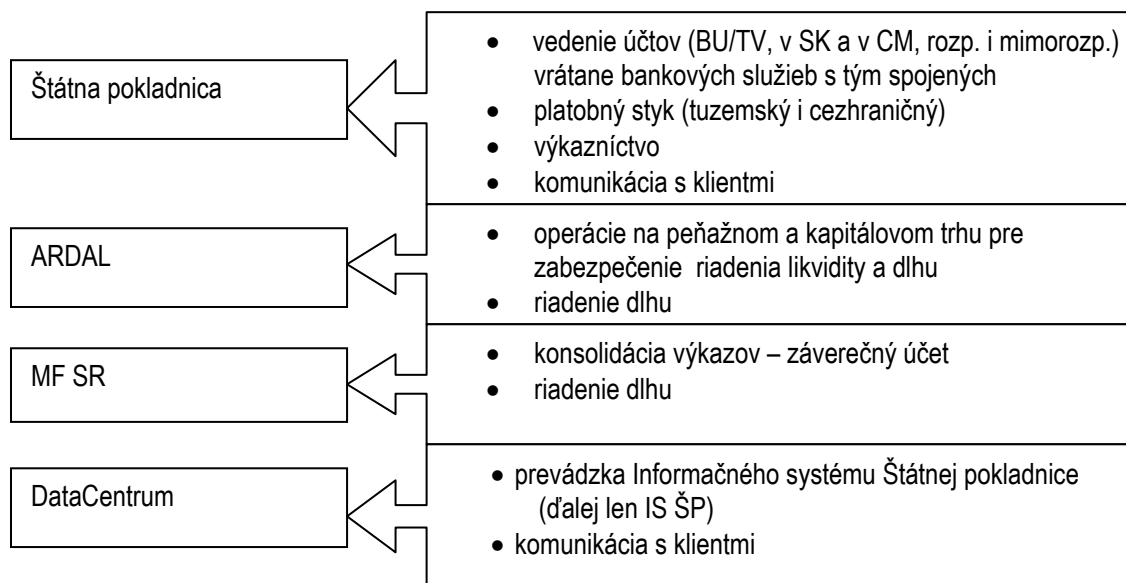 Štátna pokladnica
• vedenie účtov (BU/TV, v SK a v CM, rozp. i mimorozp.)
vrátane bankových služieb s tým spojených
• platobný styk (tuzemský i cezhraničný)
• výkazníctvo
• komunikácia s klientmi
ARDAL
• operácie na peňažnom a kapitálovom trhu pre
zabezpečenie riadenia likvidity a dlhu
• riadenie dlhu
MF SR
• konsolidácia výkazov – záverečný účet
• riadenie dlhu
DataCentrum
• prevádzka Informačného systému Štátnej pokladnice
(ďalej len IS ŠP)
• komunikácia s klientmi